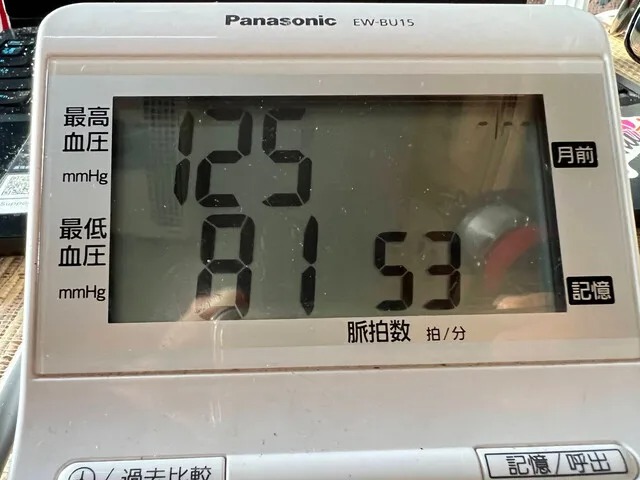 Panasonic EW-BU15
最高
血圧
mmHg
125
月前
最低
血圧
mmHg
81
53
記憶
脈拍数 拍/分
/過去比較
記憶/呼出